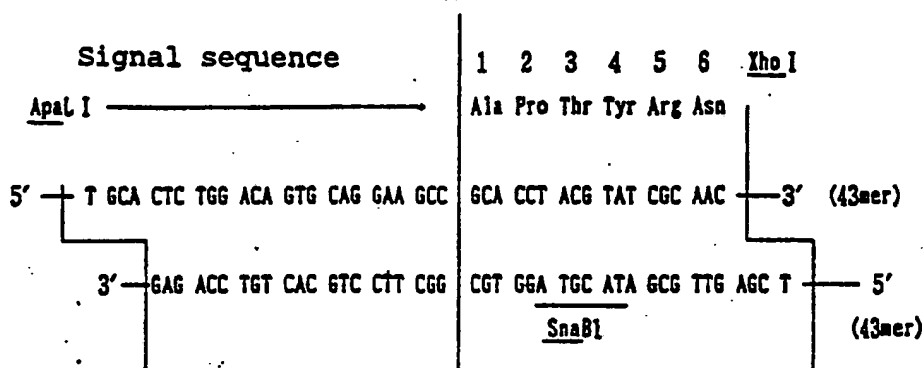 Signal sequence 1 2 3 4 5 6 Xho I
ApaL I Ala Pro Thr Tyr Arg Asn
5' T GCA CTC TGG ACA GTG CAG GAA GCC GCA CCT ACG TAT CGC AAC 3' (43mer)
3' GAG ACC TGT CAC GTC CTT CGG CGT GGA TGC ATA GCG TTG AGC T 5'
SnaB1 (43mer)